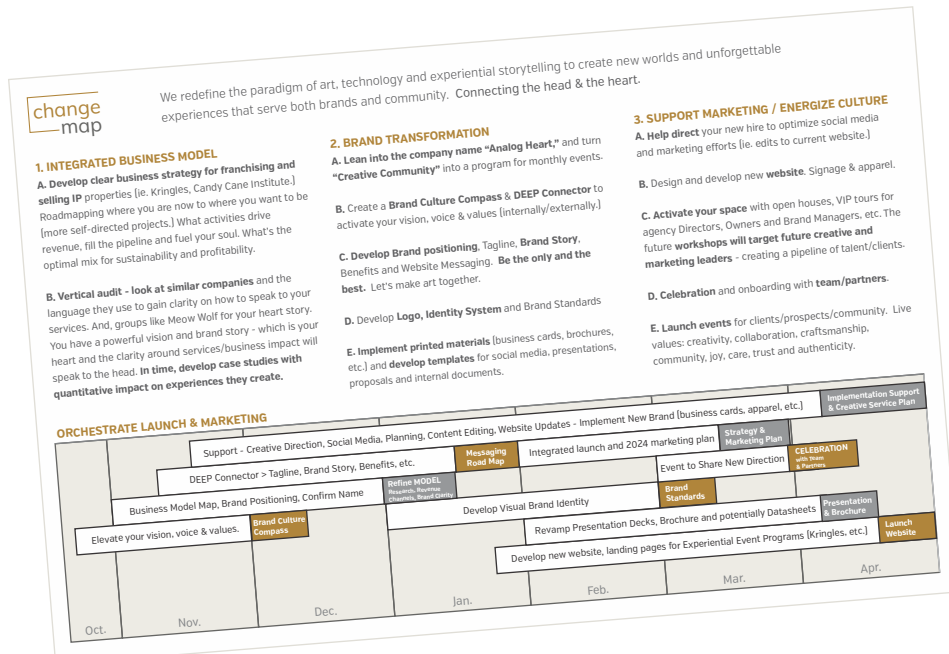 change
map
We redefine the paradigm of art, technology and experiential storytelling to create new worlds and unforgettable
experiences that serve both brands and community. Connecting the head & the heart.
1. INTEGRATED BUSINESS MODEL
A. Develop clear business strategy for franchising and
selling IP properties (ie. Kringles, Candy Cane Institute.)
Roadmapping where you are now to where you want to be
(more self-directed projects.) What activities drive
revenue, fill the pipeline and fuel your soul. What's the
optimal mix for sustainability and profitability.
B. Vertical audit - look at similar companies and the
language they use to gain clarity on how to speak to your
services. And, groups like Meow Wolf for your heart story.
You have a powerful vision and brand story - which is your
heart and the clarity around services/business impact will
speak to the head. In time, develop case studies with
quantitative impact on experiences they create.
2. BRAND TRANSFORMATION
A. Lean into the company name “Analog Heart,” and turn
“Creative Community” into a program for monthly events.
B. Create a Brand Culture Compass & DEEP Connector to
activate your vision, voice & values (internally/externally.)
C. Develop Brand positioning, Tagline, Brand Story,
Benefits and Website Messaging. Be the only and the
best. Let's make art together.
D. Develop Logo, Identity System and Brand Standards
E. Implement printed materials (business cards, brochures,
etc.) and develop templates for social media, presentations,
proposals and internal documents.
3. SUPPORT MARKETING / ENERGIZE CULTURE
A. Help direct your new hire to optimize social media
and marketing efforts (ie. edits to current website.)
B. Design and develop new website. Signage & apparel.
C. Activate your space with open houses, VIP tours for
agency Directors, Owners and Brand Managers, etc. The
future workshops will target future creative and
marketing leaders - creating a pipeline of talent/clients.
D. Celebration and onboarding with team/partners.
E. Launch events for clients/prospects/community. Live
values: creativity, collaboration, craftsmanship,
community, joy, care, trust and authenticity.
ORCHESTRATE LAUNCH & MARKETING
Support - Creative Direction, Social Media, Planning, Content Editing, Website Updates - Implement New Brand (business cards, apparel, etc.)
Implementation Support
& Creative Service Plan
DEEP Connector > Tagline, Brand Story, Benefits, etc.
Messaging
Road Map
Integrated launch and 2024 marketing plan
Strategy &
Marketing Plan
Business Model Map, Brand Positioning, Confirm Name
Refine MODEL
Research, Revenue
Channels, Brand Clarity
Event to Share New Direction
CELEBRATION
with Team
& Partners
Elevate your vision, voice & values.
Brand Culture
Compass
Develop Visual Brand Identity
Brand
Standards
Revamp Presentation Decks, Brochure and potentially Datasheets
Presentation
& Brochure
Develop new website, landing pages for Experiential Event Programs (Kringles, etc.)
Launch
Website
Oct.
Nov.
Dec.
Jan.
Feb.
Mar.
Apr.